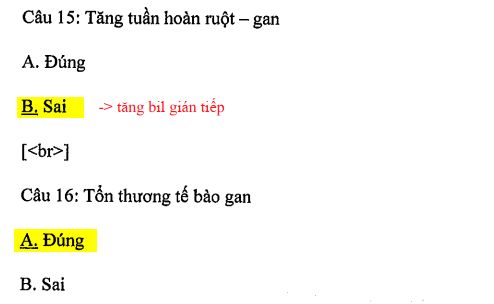 Câu 15: Tăng tuần hoàn ruột – gan
A. Đúng
B. Sai -> tăng bil gián tiếp
[<br>]
Câu 16: Tổn thương tế bào gan
A. Đúng
B. Sai